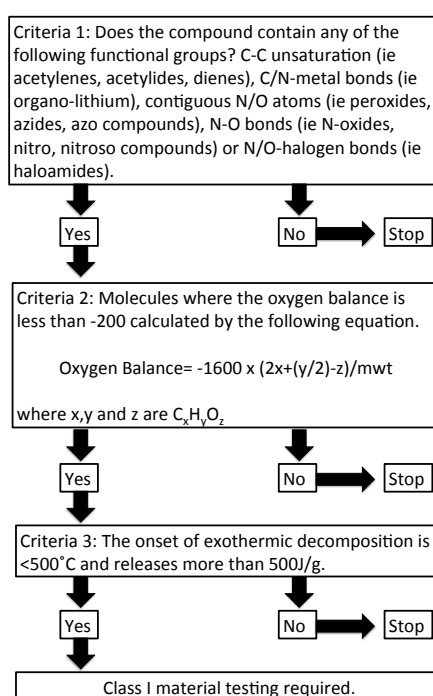 Criteria 1: Does the compound contain any of the
following functional groups? C-C unsaturation (ie
acetylenes, acetylides, dienes), C/N-metal bonds (ie
organo-lithium), contiguous N/O atoms (ie peroxides,
azides, azo compounds), N-O bonds (ie N-oxides,
nitro, nitroso compounds) or N/O-halogen bonds (ie
haloamides).
Yes No Stop
Criteria 2: Molecules where the oxygen balance is
less than -200 calculated by the following equation.
Oxygen Balance= -1600 x (2x+(y/2)-z)/mwt
where x,y and z are CxHyOz
Yes No Stop
Criteria 3: The onset of exothermic decomposition is
<500˚C and releases more than 500J/g.
Yes No Stop
Class I material testing required.